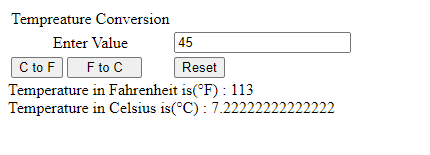 Tempreature Conversion
Enter Value 45
C to F F to C Reset
Temperature in Fahrenheit is(°F) : 113
Temperature in Celsius is(°C) : 7.22222222222222